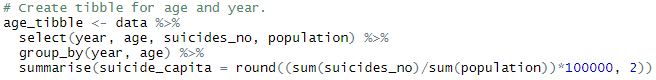 # Create tibble for age and year.
age_tibble <- data %>%
  select(year, age, suicides_no, population) %>%
  group_by(year, age) %>%
  summarise(suicide_capita = round((sum(suicides_no)/sum(population))*100000, 2))